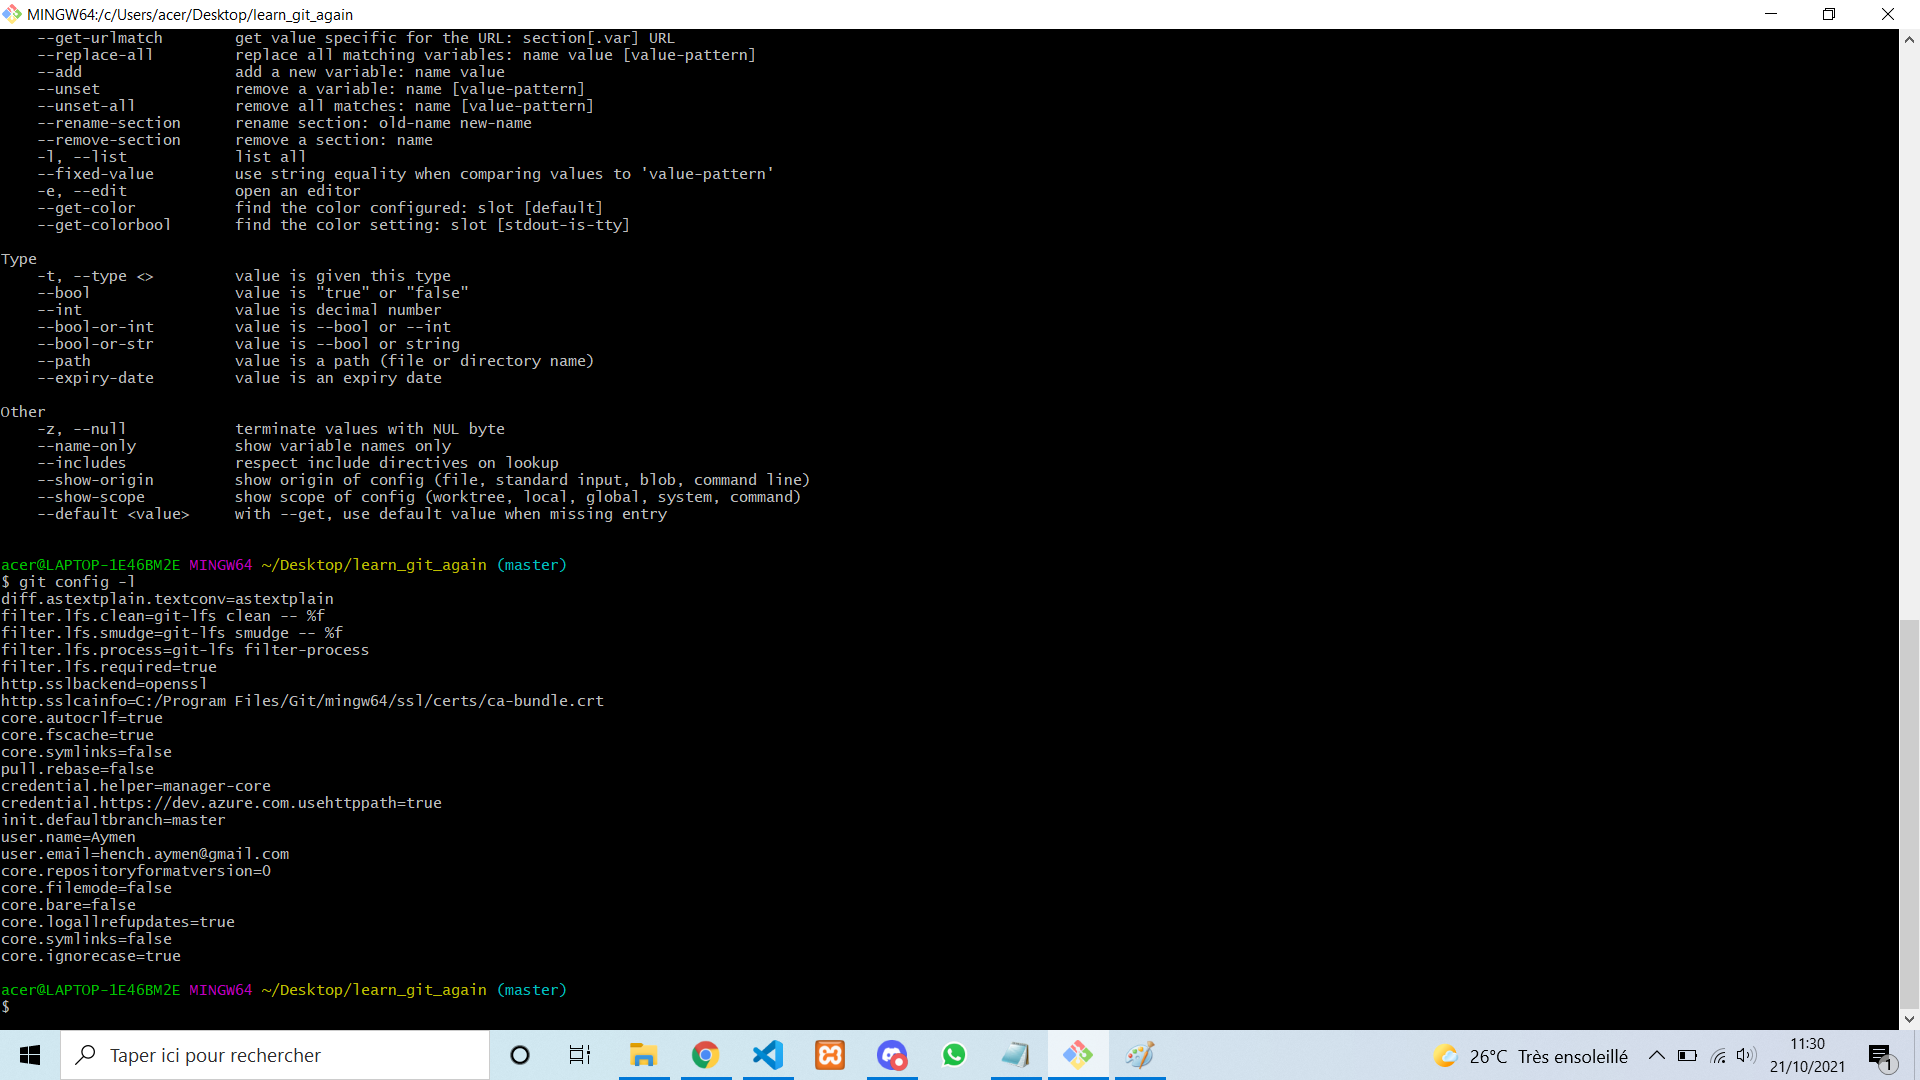 MINGW64:/c/Users/acer/Desktop/learn_git_again
--get-urlmatch get value specific for the URL: section[.var] URL
--replace-all replace all matching variables: name value [value-pattern]
--add add a new variable: name value
--unset remove a variable: name [value-pattern]
--unset-all remove all matches: name [value-pattern]
--rename-section rename section: old-name new-name
--remove-section remove a section: name
-l, --list list all
--fixed-value use string equality when comparing values to 'value-pattern'
-e, --edit open an editor
--get-color find the color configured: slot [default]
--get-colorbool find the color setting: slot [stdout-is-tty]
Type
-t, --type <> value is given this type
--bool value is "true" or "false"
--int value is decimal number
--bool-or-int value is --bool or --int
--bool-or-str value is --bool or string
--path value is a path (file or directory name)
--expiry-date value is an expiry date
Other
-z, --null terminate values with NUL byte
--name-only show variable names only
--includes respect include directives on lookup
--show-origin show origin of config (file, standard input, blob, command line)
--show-scope show scope of config (worktree, local, global, system, command)
--default <value> with --get, use default value when missing entry
acer@LAPTOP-1E46BM2E MINGW64 ~/Desktop/learn_git_again (master)
$ git config -l
diff.astextplain.textconv=astextplain
filter.lfs.clean=git-lfs clean -- %f
filter.lfs.smudge=git-lfs smudge -- %f
filter.lfs.process=git-lfs filter-process
filter.lfs.required=true
http.sslbackend=openssl
http.sslcainfo=C:/Program Files/Git/mingw64/ssl/certs/ca-bundle.crt
core.autocrlf=true
core.fscache=true
core.symlinks=false
pull.rebase=false
credential.helper=manager-core
credential.https://dev.azure.com.usehttppath=true
init.defaultbranch=master
user.name=Aymen
user.email=hench.aymen@gmail.com
core.repositoryformatversion=0
core.filemode=false
core.bare=false
core.logallrefupdates=true
core.symlinks=false
core.ignorecase=true
acer@LAPTOP-1E46BM2E MINGW64 ~/Desktop/learn_git_again (master)
$
Taper ici pour rechercher
26°C Très ensoleillé
11:30
21/10/2021
1